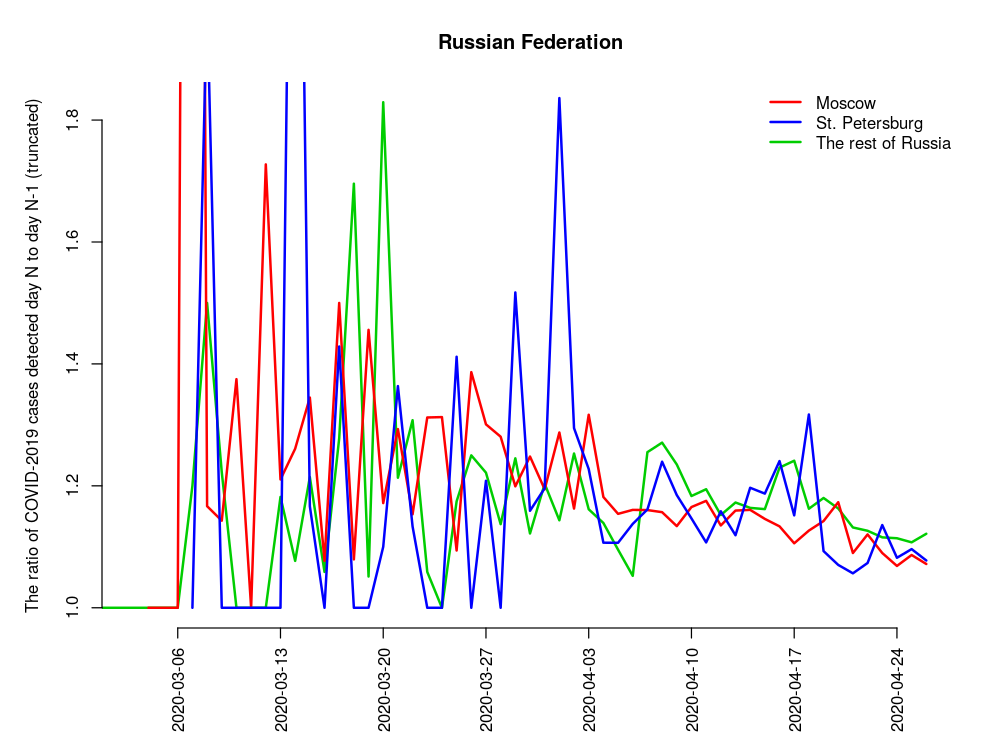 Russian Federation
The ratio of COVID-2019 cases detected day N to day N-1 (truncated)
1.8
1.6
1.4
1.2
1.0
Moscow
St. Petersburg
The rest of Russia
2020-03-06
2020-03-13
2020-03-20
2020-03-27
2020-04-03
2020-04-10
2020-04-17
2020-04-24